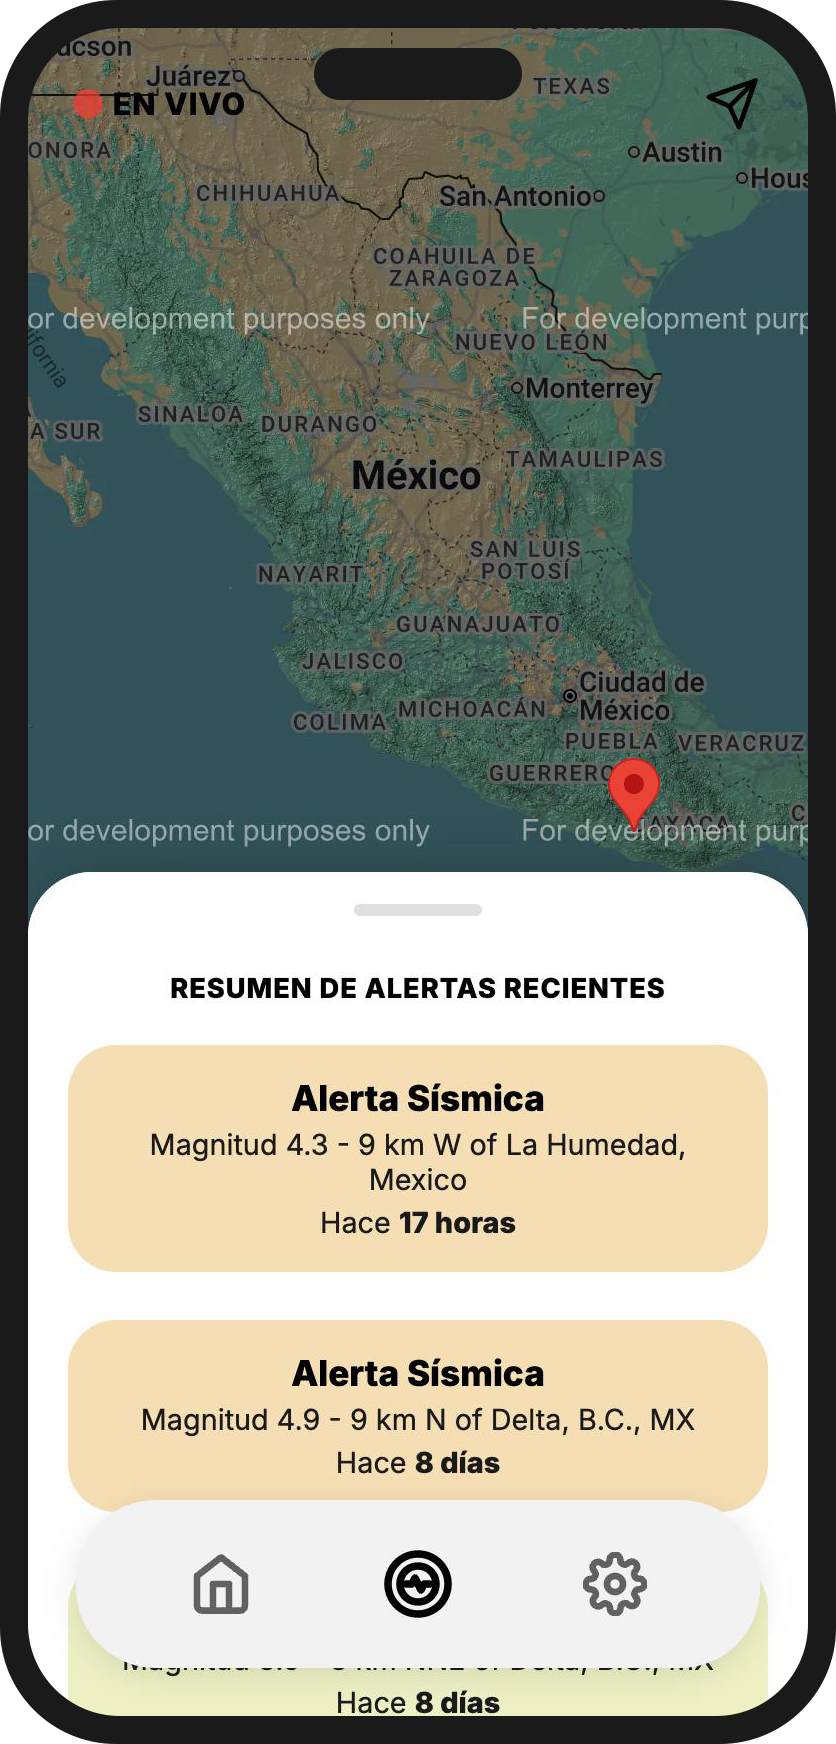 Juárez
EN VIVO
TEXAS
Austin
CHIHUAHUA
San Antonio
COAHUILA DE
ZARAGOZA
or development purposes only
For development purp
NUEVO LEÓN
Monterrey
A SUR
SINALOA
DURANGO
México
TAMAULIPAS
SAN LUIS
POTOSÍ
NAYARIT
GUANAJUATO
JALISCO
Ciudad de
México
COLIMA
MICHOACÁN
PUEBLA
VERACRUZ
GUERRERO
or development purposes only
For development purp
RESUMEN DE ALERTAS RECIENTES
Alerta Sísmica
Magnitud 4.3 - 9 km W of La Humedad,
Mexico
Hace 17 horas
Alerta Sísmica
Magnitud 4.9 - 9 km N of Delta, B.C., MX
Hace 8 días
Hace 8 días